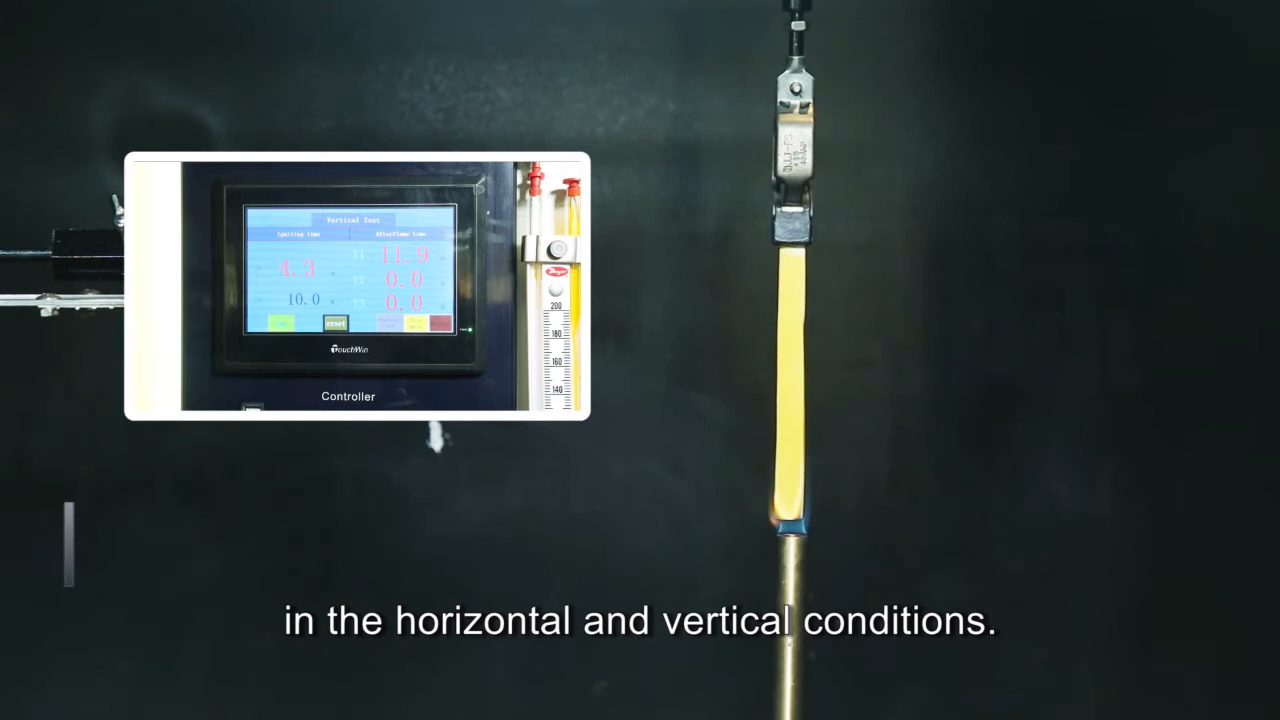 Vertical Test
Igniting time
Afterflame time
T1
11.9
4.3
T2
0.0
10.0
T3
0.0
reset
TouchWin
Controller
200
180
160
140
in the horizontal and vertical conditions.